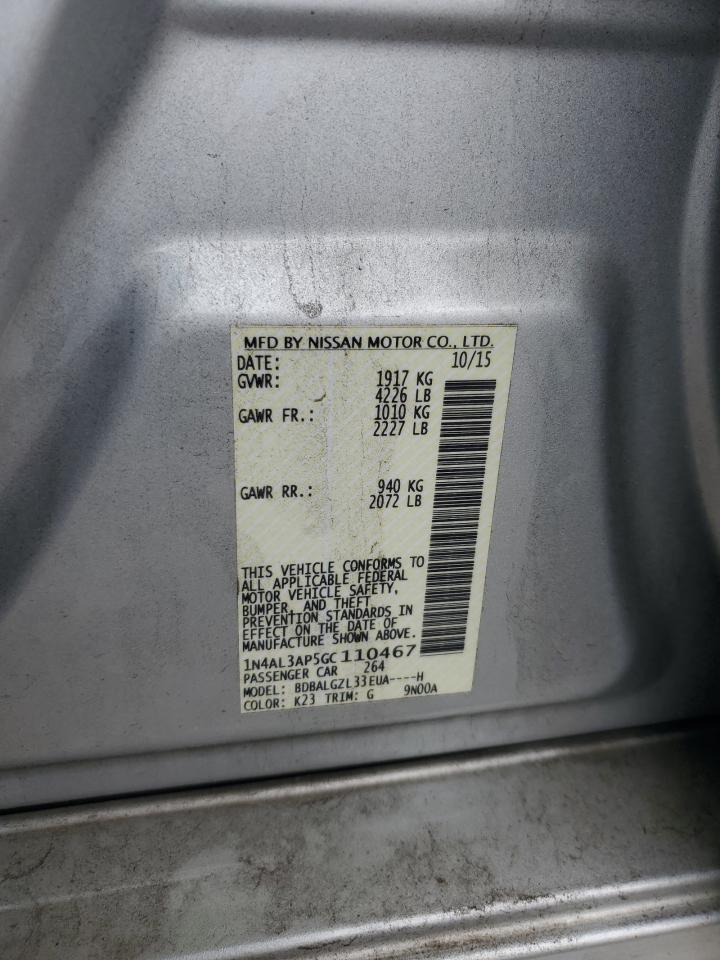 MFD BY NISSAN MOTOR CO., LTD.
DATE: 10/15
GVWR: 1917 KG
4226 LB
GAWR FR.: 1010 KG
2227 LB
GAWR RR.: 940 KG
2072 LB
THIS VEHICLE CONFORMS TO
ALL APPLICABLE FEDERAL
MOTOR VEHICLE SAFETY,
BUMPER, AND THEFT
PREVENTION STANDARDS IN
EFFECT ON THE DATE OF
MANUFACTURE SHOWN ABOVE.
1N4AL3AP5GC110467
PASSENGER CAR 264
MODEL: BDBALGZL33EUA----H
COLOR: K23 TRIM: G 9N00A